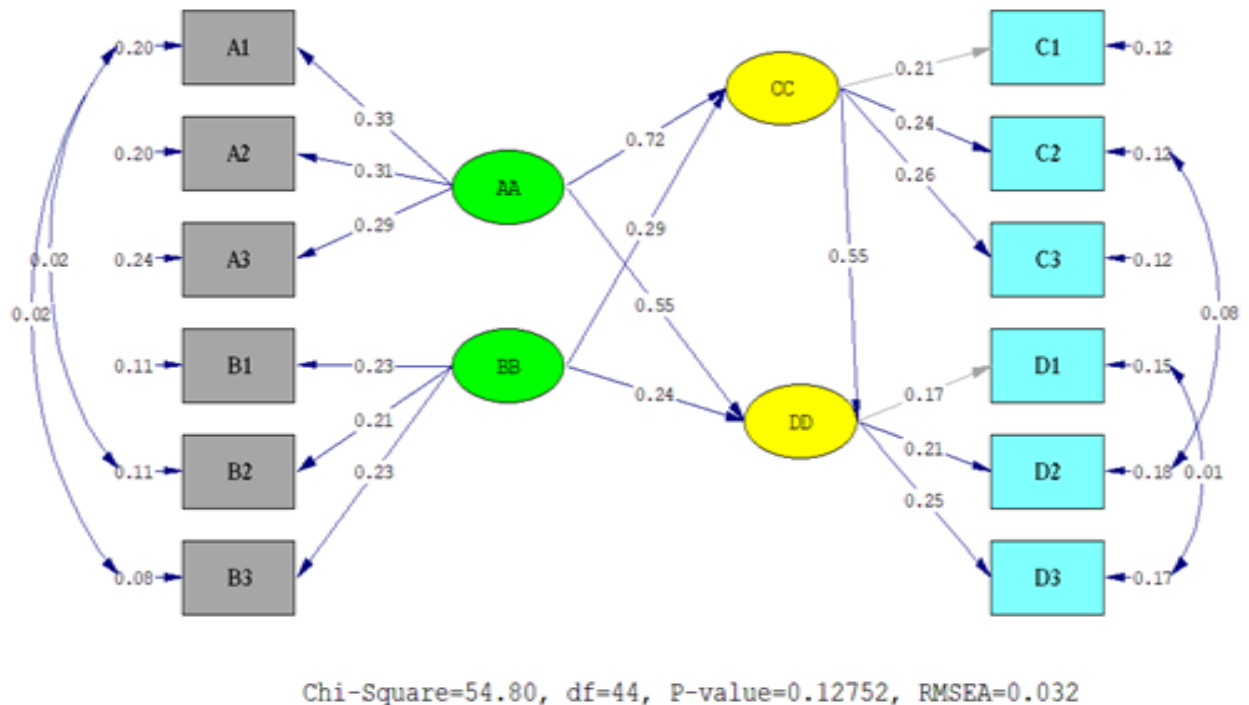 0.20 A1 0.21 C1 0.12
0.33 CC
0.72
0.20 A2 0.31 0.24 C2 0.12
AA 0.26
0.29 0.29
0.02 0.24 A3 0.55 C3 0.12
0.02 0.55 0.08
0.11 B1 0.23 BB 0.24 0.17 D1 0.15
0.21 DD
0.11 B2 0.23 0.21 D2 0.18 0.01
0.25
0.08 B3 D3 0.17
Chi-Square=54.80, df=44, P-value=0.12752, RMSEA=0.032